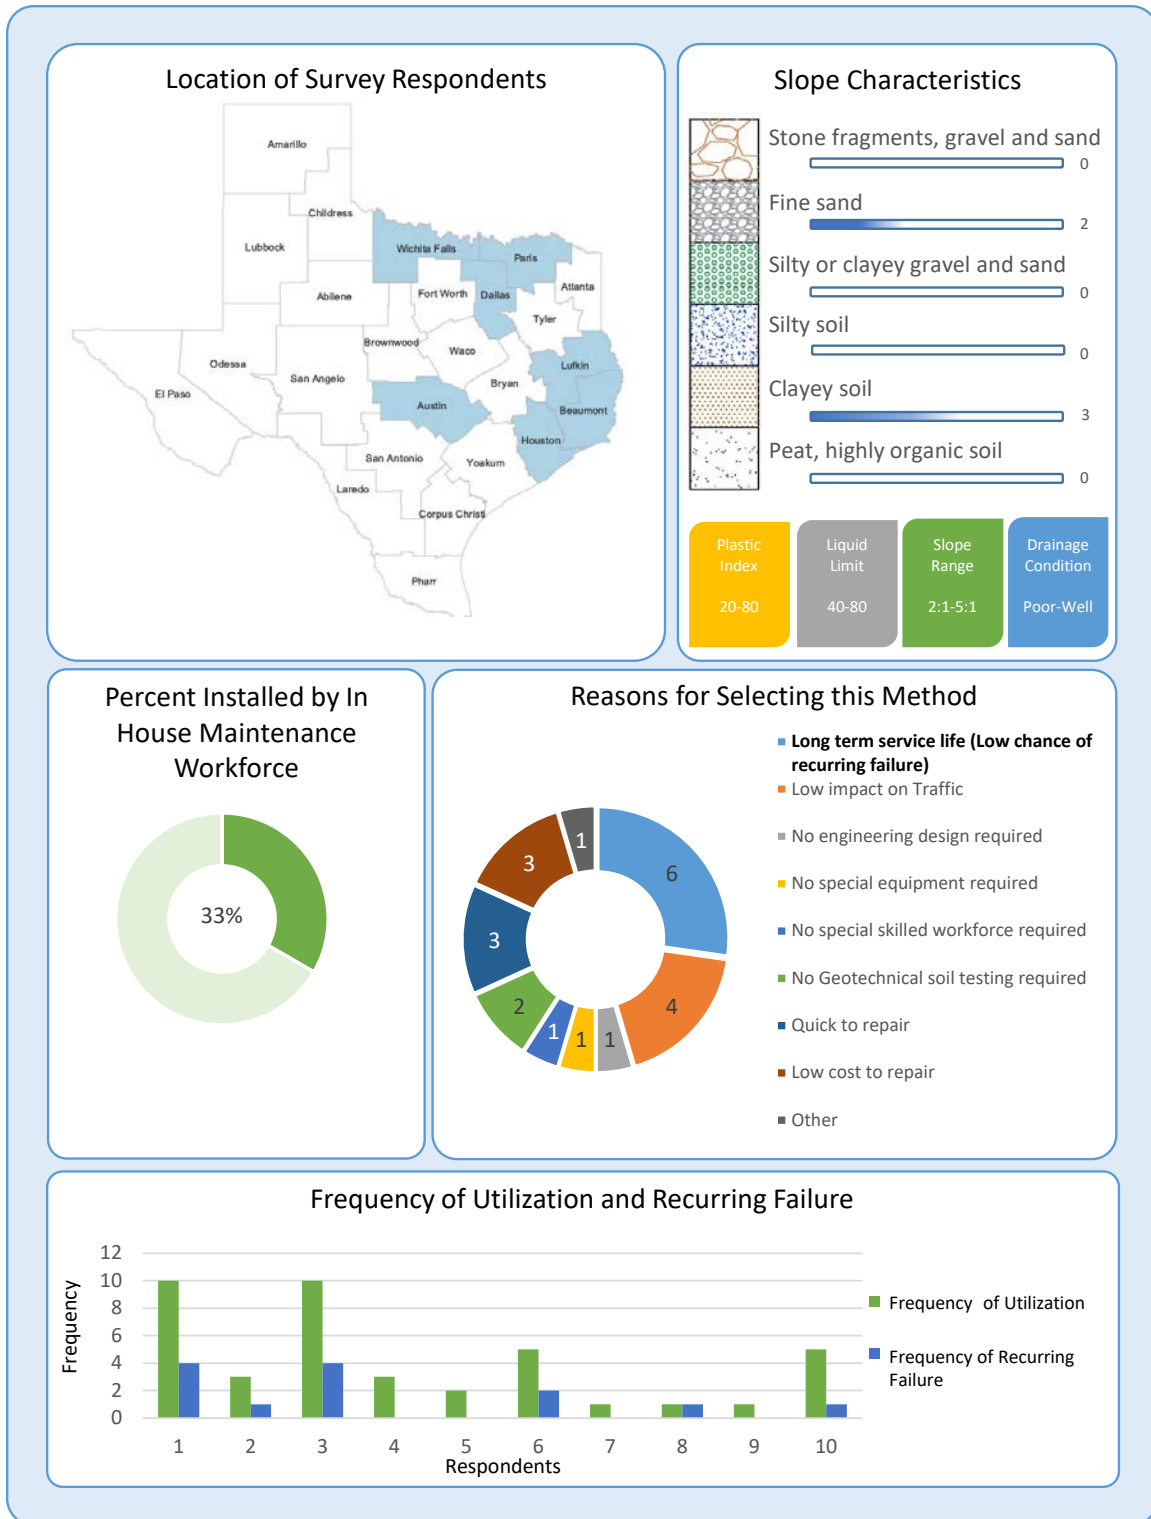 Location of Survey Respondents
Amarillo
Childress
Lubbock
Wichita Falls
Paris
Abilene
Fort Worth
Dallas
Atlanta
Tyler
Brownwood
Waco
Odessa
San Angelo
Lufkin
El Paso
Bryan
Austin
Beaumont
Houston
San Antonio
Yoakum
Laredo
Corpus Christi
Pharr
Slope Characteristics
Stone fragments, gravel and sand
0
Fine sand
2
Silty or clayey gravel and sand
0
Silty soil
0
Clayey soil
3
Peat, highly organic soil
0
Plastic
Index
20-80
Liquid
Limit
40-80
Slope
Range
2:1-5:1
Drainage
Condition
Poor-Well
Percent Installed by In
House Maintenance
Workforce
33%
Reasons for Selecting this Method
6
4
1
1
1
2
3
3
1
Long term service life (Low chance of
recurring failure)
Low impact on Traffic
No engineering design required
No special equipment required
No special skilled workforce required
No Geotechnical soil testing required
Quick to repair
Low cost to repair
Other
Frequency of Utilization and Recurring Failure
Frequency
12
10
8
6
4
2
0
1 2 3 4 5 6 7 8 9 10
Respondents
Frequency of Utilization
Frequency of Recurring
Failure